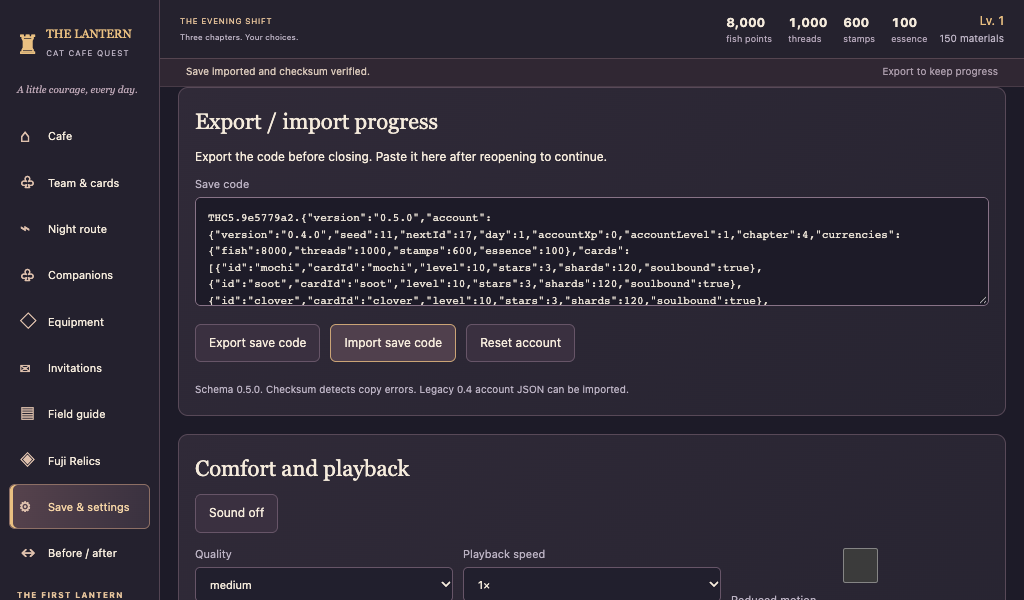 THE LANTERN
CAT CAFE QUEST
A little courage, every day.
Cafe
Team & cards
Night route
Companions
Equipment
Invitations
Field guide
Fuji Relics
Save & settings
Before / after
THE FIRST LANTERN
THE EVENING SHIFT
Three chapters. Your choices.
8,000
fish points
1,000
threads
600
stamps
100
essence
Lv. 1
150 materials
Save imported and checksum verified.
Export to keep progress
Export / import progress
Export the code before closing. Paste it here after reopening to continue.
Save code
THC5.9e5779a2.{"version":"0.5.0","account":
{"version":"0.4.0","seed":11,"nextId":17,"day":1,"accountXp":0,"accountLevel":1,"chapter":4,"currencies":
{"fish":8000,"threads":1000,"stamps":600,"essence":100},"cards":
[{"id":"mochi","cardId":"mochi","level":10,"stars":3,"shards":120,"soulbound":true},
{"id":"soot","cardId":"soot","level":10,"stars":3,"shards":120,"soulbound":true},
{"id":"clover","cardId":"clover","level":10,"stars":3,"shards":120,"soulbound":true},
Export save code
Import save code
Reset account
Schema 0.5.0. Checksum detects copy errors. Legacy 0.4 account JSON can be imported.
Comfort and playback
Sound off
Quality
medium
Playback speed
1×
Reduced motion